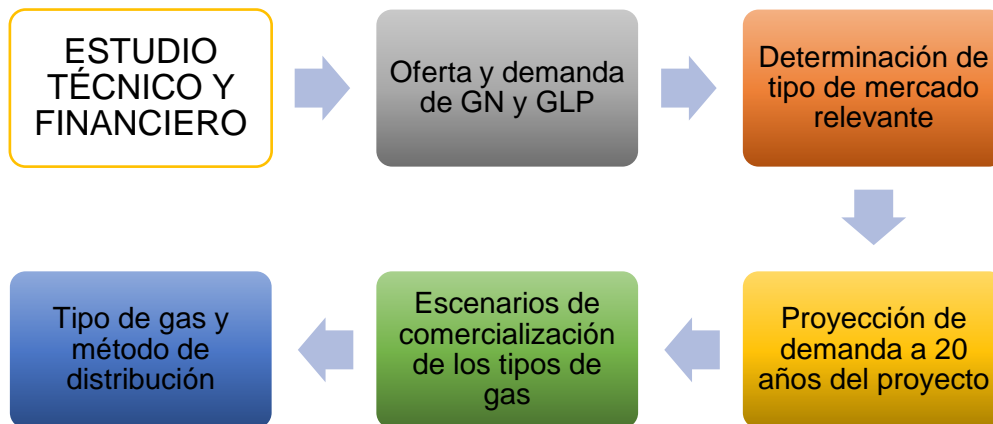 ESTUDIO
TÉCNICO Y
FINANCIERO
Oferta y demanda
de GN y GLP
Determinación de
tipo de mercado
relevante
Proyección de
demanda a 20
años del proyecto
Escenarios de
comercialización
de los tipos de
gas
Tipo de gas y
método de
distribución